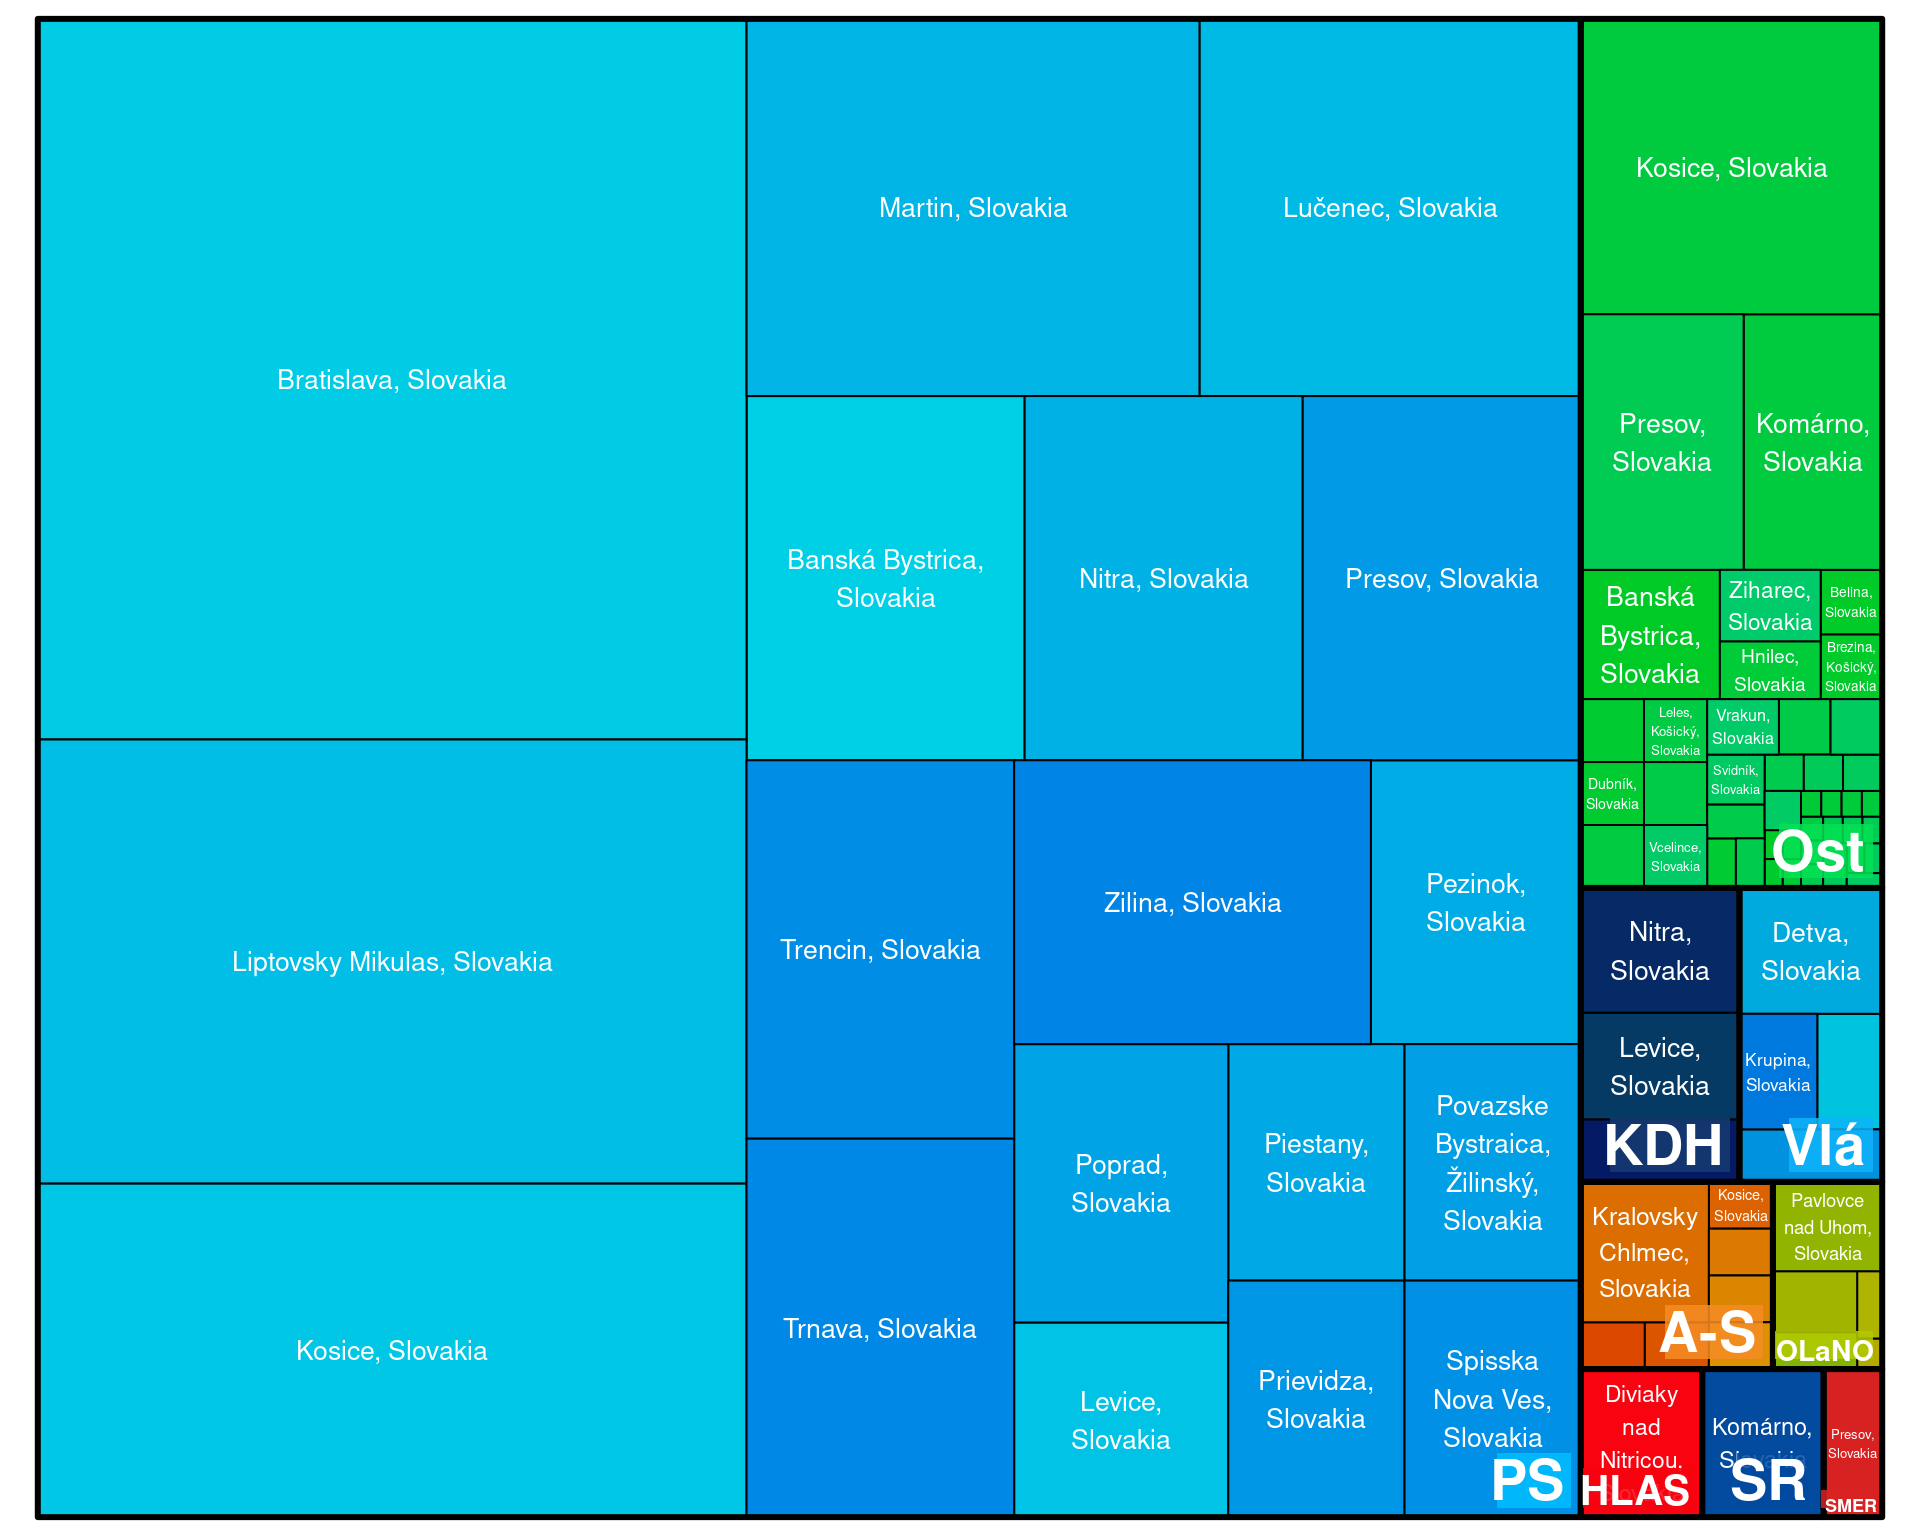 Bratislava, Slovakia
Liptovsky Mikulas, Slovakia
Kosice, Slovakia
Martin, Slovakia
Lučenec, Slovakia
Banská Bystrica,
Slovakia
Nitra, Slovakia
Presov, Slovakia
Trencin, Slovakia
Trnava, Slovakia
Zilina, Slovakia
Pezinok,
Slovakia
Poprad,
Slovakia
Levice,
Slovakia
Piestany,
Slovakia
Povazske
Bystraica,
Žilinský,
Slovakia
Prievidza,
Slovakia
Spisska
Nova Ves,
Slovakia
PS
Kosice, Slovakia
Presov,
Slovakia
Komárno,
Slovakia
Banská
Bystrica,
Slovakia
Ziharec,
Slovakia
Hnilec,
Slovakia
Belina,
Slovakia
Brezina,
Košický,
Slovakia
Leles,
Košický,
Slovakia
Dubník,
Slovakia
Vcelince,
Slovakia
Vrakun,
Slovakia
Svidník,
Slovakia
Ost
Nitra,
Slovakia
Levice,
Slovakia
KDH
Detva,
Slovakia
Krupina,
Slovakia
Vlá
Kralovsky
Chlmec,
Slovakia
Kosice,
Slovakia
A-S
Pavlovce
nad Uhom,
Slovakia
OLaNO
Diviaky
nad
Nitricou.
HLAS
Komárno,
Slovakia
SR
Presov,
Slovakia
SMER